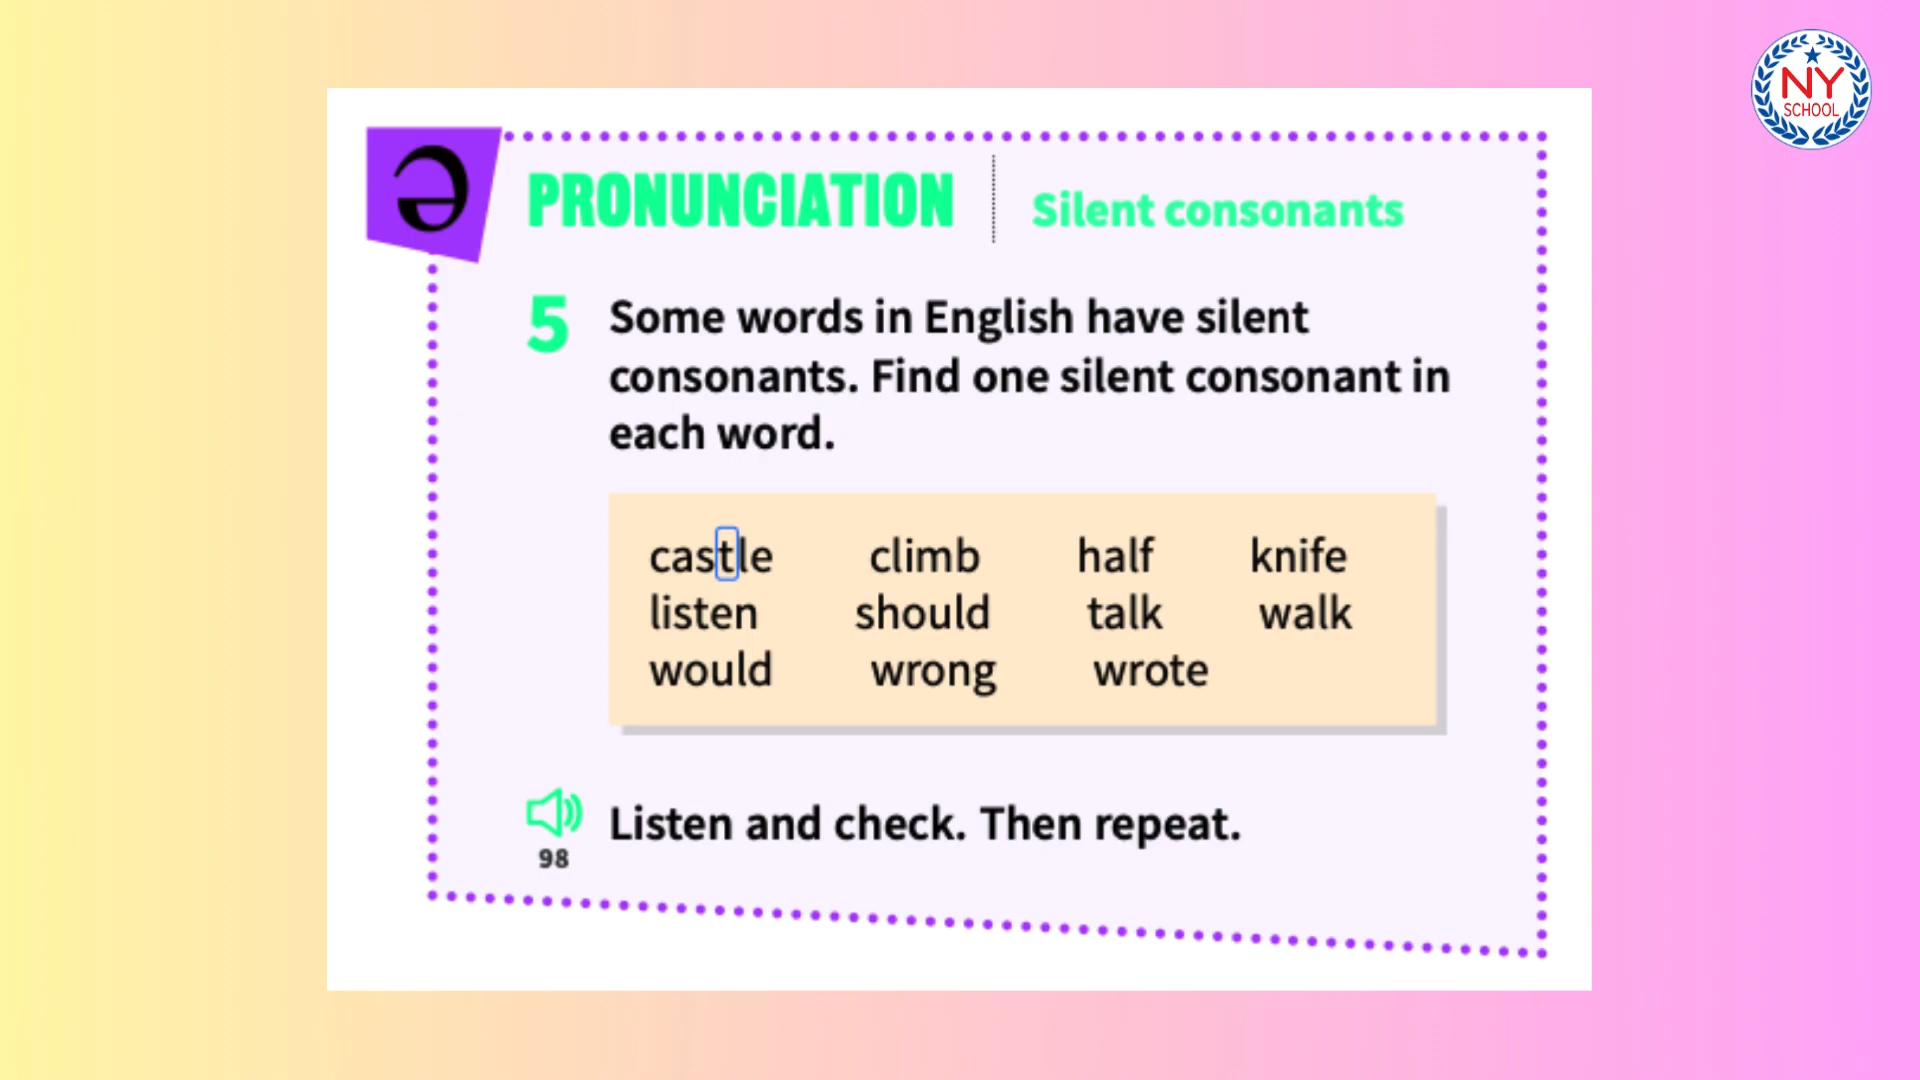 NY
SCHOOL
ə
PRONUNCIATION Silent consonants
5 Some words in English have silent
consonants. Find one silent consonant in
each word.
castle climb half knife
listen should talk walk
would wrong wrote
Listen and check. Then repeat.
98